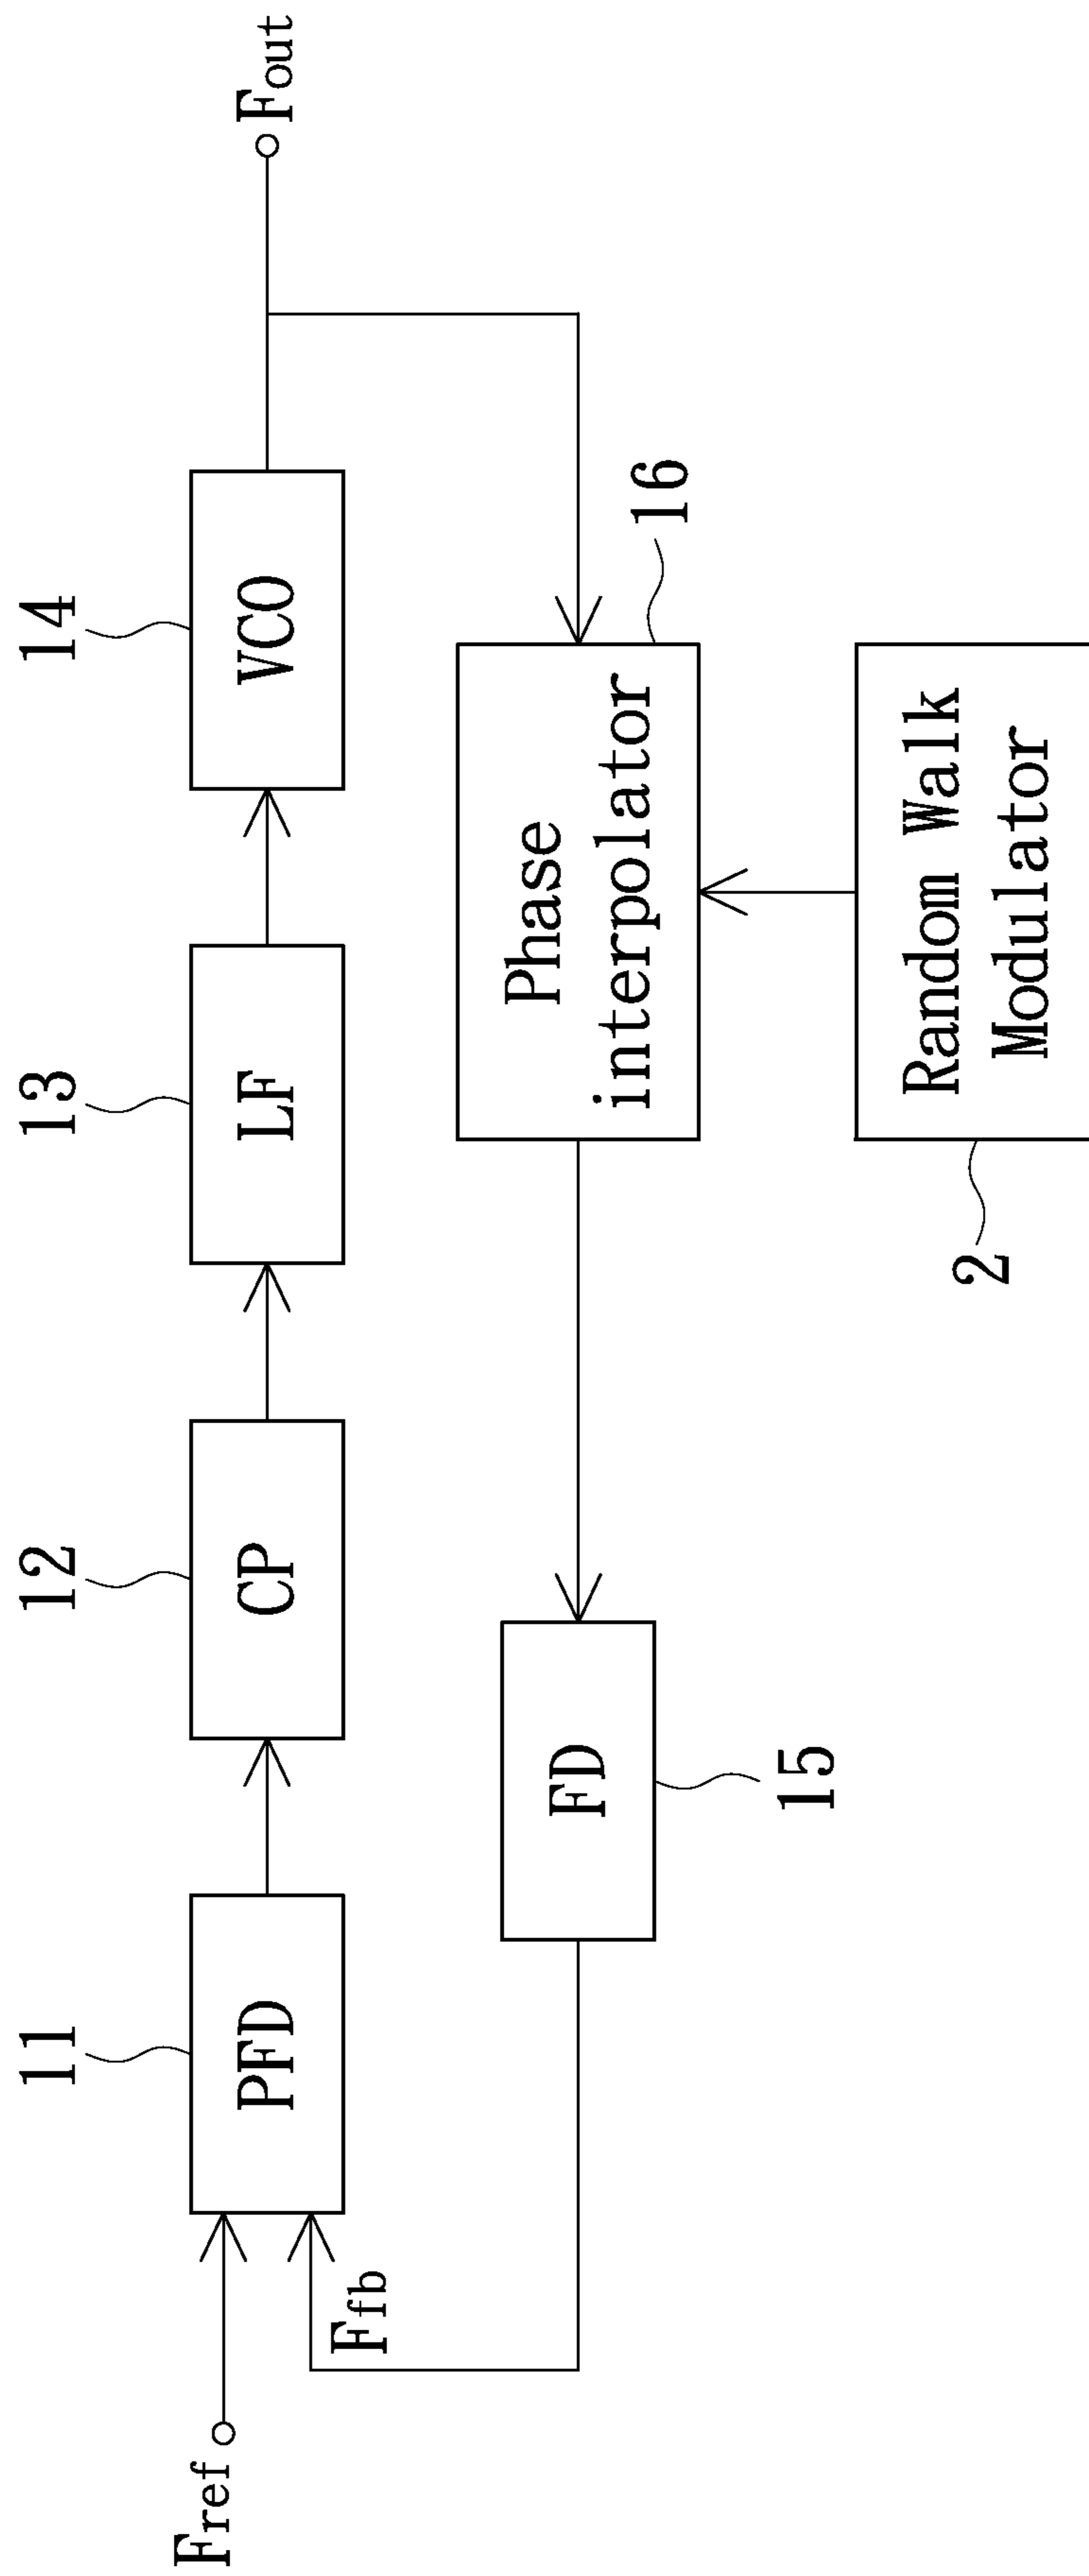 11
12
13
14
Fref
PFD
CP
LF
VCO
Fout
Ffb
FD
15
Phase
interpolator
16
Random Walk
Modulator
2